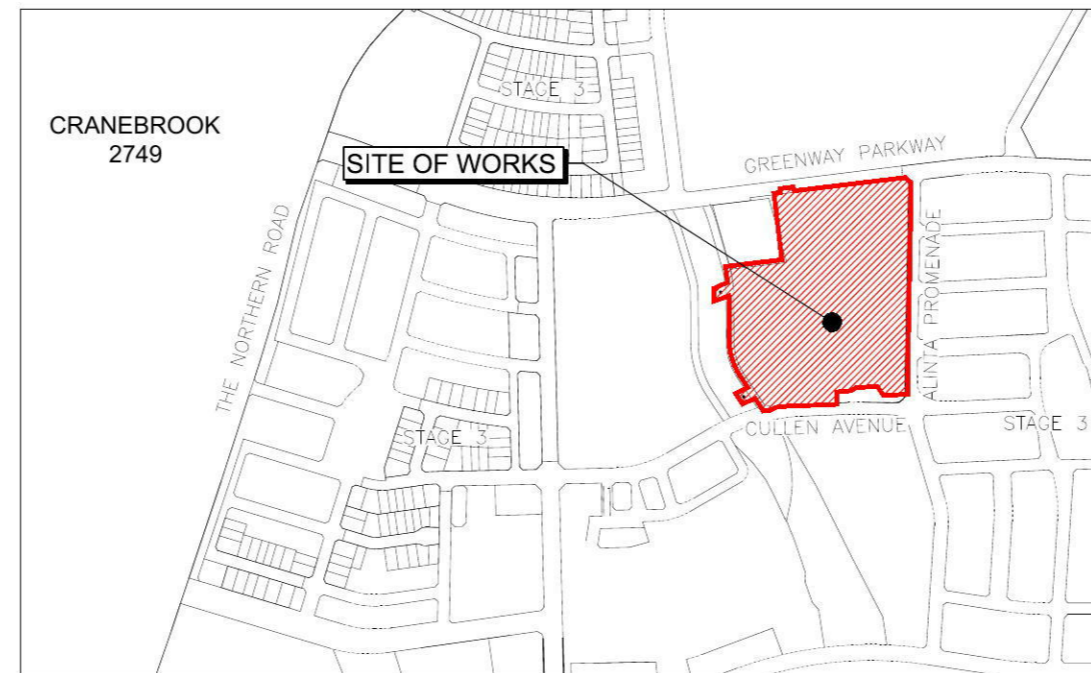 STAGE 3
CRANEBROOK
2749
GREENWAY PARKWAY
SITE OF WORKS
THE NORTHERN ROAD
ALINTA PROMENADE
STAGE 3
CULLEN AVENUE
STAGE 3